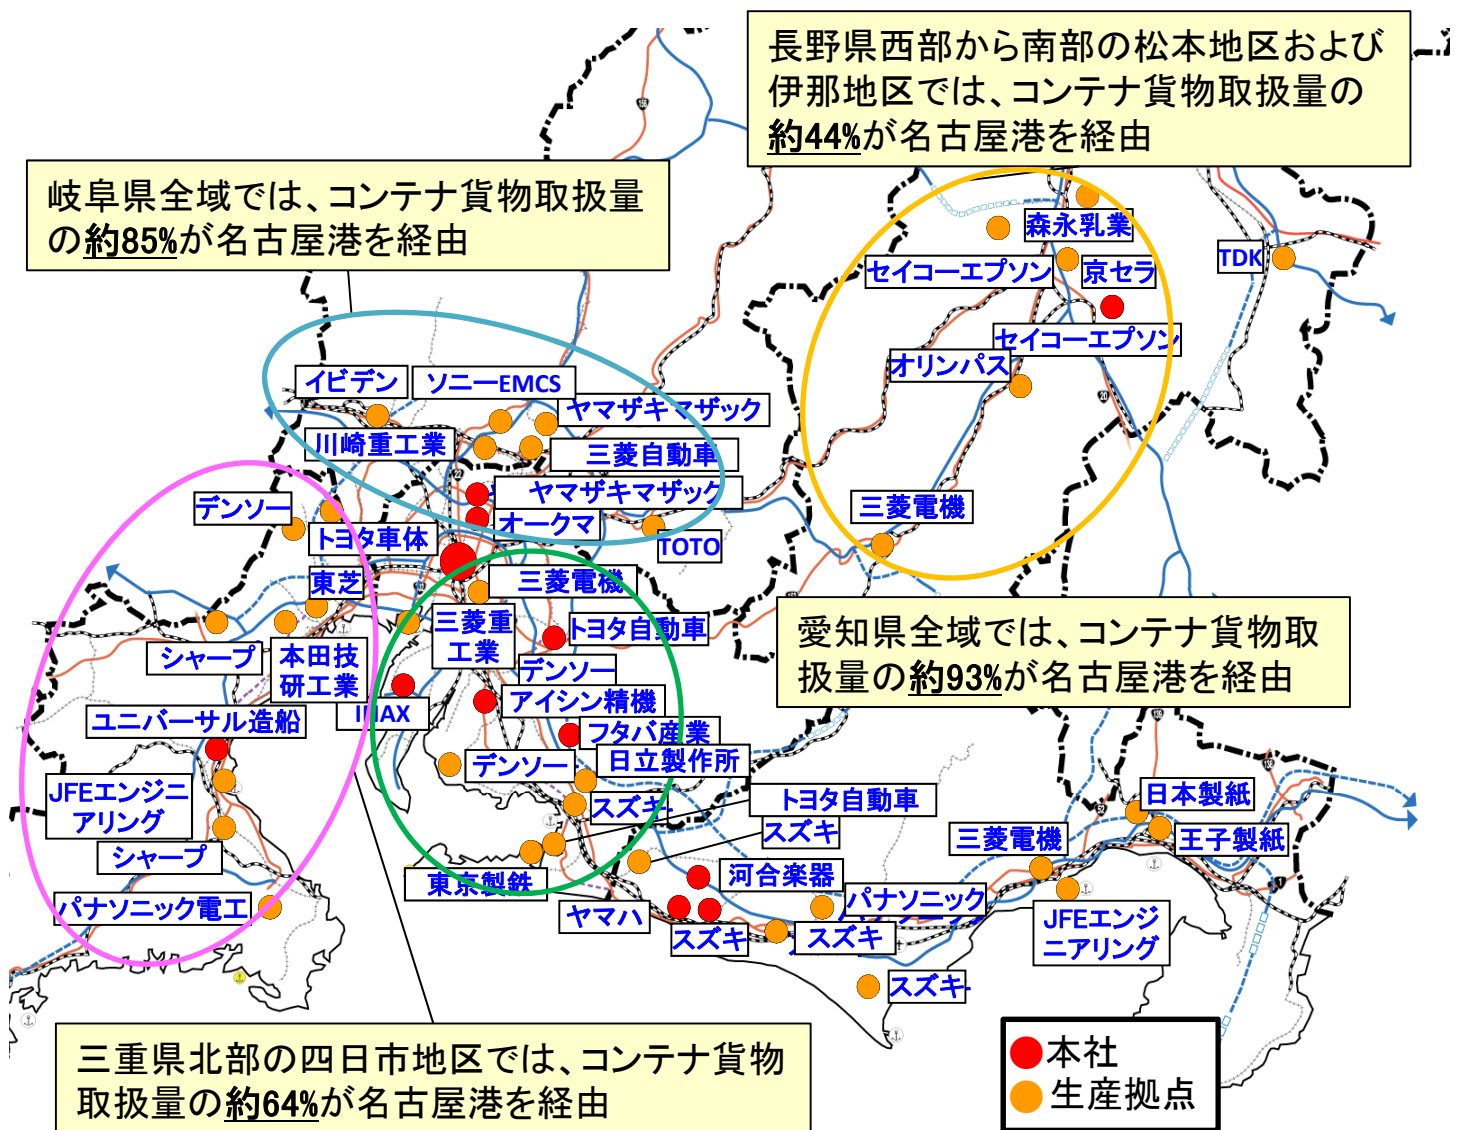 長野県西部から南部の松本地区および
伊那地区では、コンテナ貨物取扱量の
約44%が名古屋港を経由
岐阜県全域では、コンテナ貨物取扱量
の約85%が名古屋港を経由
森永乳業
セイコーエプソン
京セラ
TDK
セイコーエプソン
オリンパス
イビデン
ソニーEMCS
ヤマザキマザック
川崎重工業
三菱自動車
ヤマザキマザック
デンソー
オークマ
三菱電機
トヨタ車体
TOTO
東芝
三菱電機
三菱重
工業
トヨタ自動車
愛知県全域では、コンテナ貨物取
扱量の約93%が名古屋港を経由
シャープ
本田技
研工業
デンソー
アイシン精機
ユニバーサル造船
INAX
フタバ産業
デンソー
日立製作所
JFEエンジニ
アリング
スズキ
トヨタ自動車
日本製紙
スズキ
三菱電機
王子製紙
シャープ
東京製鉄
河合楽器
パナソニック電工
ヤマハ
パナソニック
スズキ
スズキ
JFEエンジ
ニアリング
スズキ
三重県北部の四日市地区では、コンテナ貨物
取扱量の約64%が名古屋港を経由
本社
生産拠点